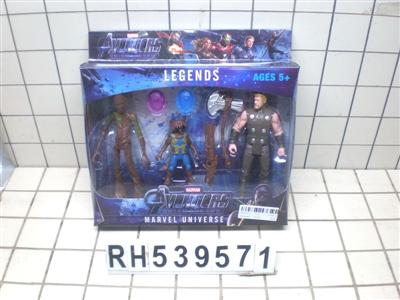 MARVEL
AVENGERS
LEGENDS
AGES 5+
AVENGERS
MARVEL UNIVERSE
RH539571